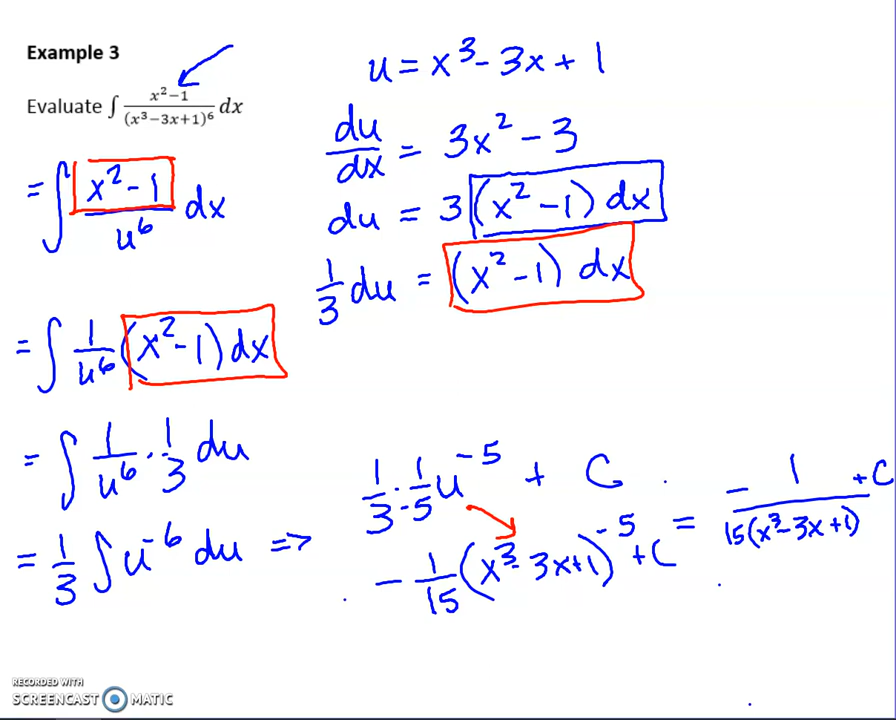 Example 3
Evaluate ∫ (x²−1)/(x³−3x+1)⁶ dx
= ∫ (x² - 1)/u⁶ dx
= ∫ 1/u⁶ (x² - 1) dx
= ∫ 1/u⁶ · 1/3 du
= 1/3 ∫ u⁻⁶ du =>
u = x³ - 3x + 1
du/dx = 3x² - 3
du = 3 (x² - 1) dx
1/3 du = (x² - 1) dx
1/3 · 1/-5 u⁻⁵ + C
- 1/15 (x³ - 3x+1)⁻⁵ + C = - 1/15(x³ - 3x + 1) + C
RECORDED WITH
SCREENCAST MATIC